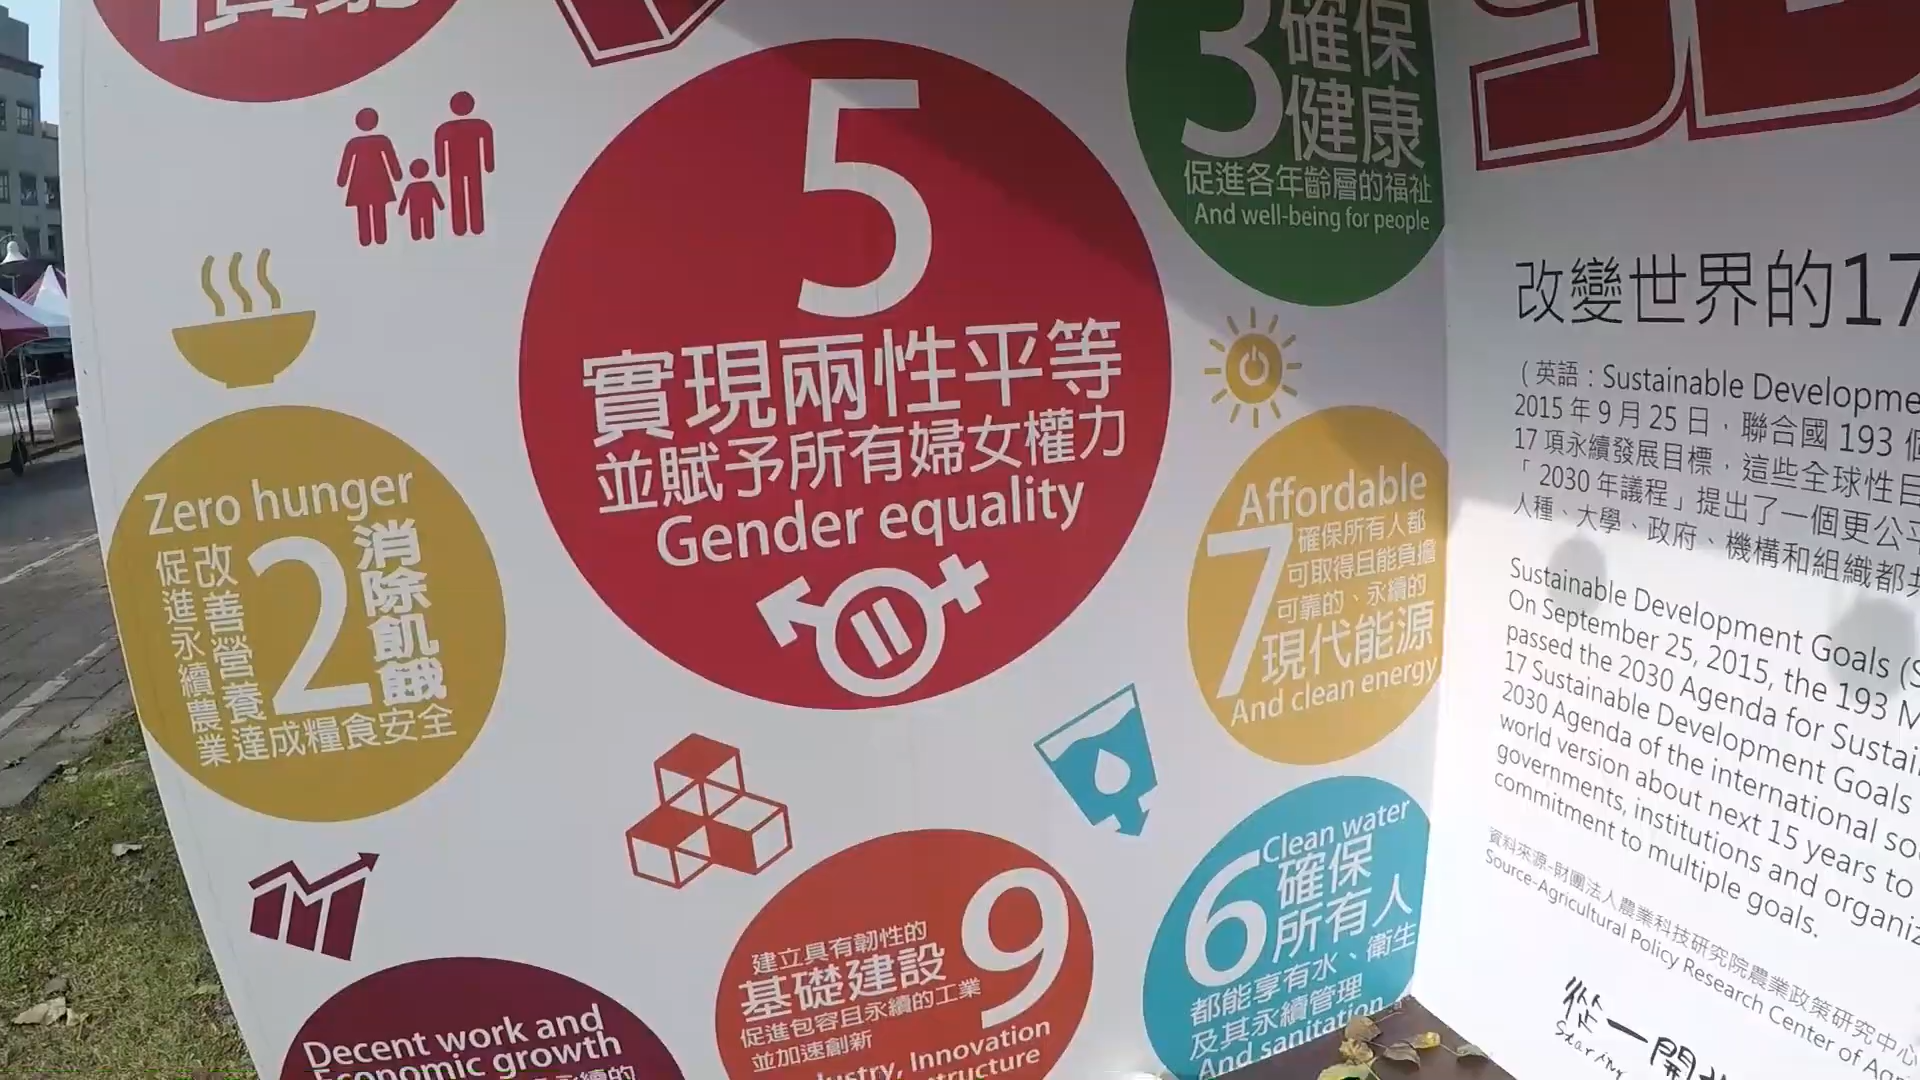 5
實現兩性平等
並賦予所有婦女權力
Gender equality
3
確保
健康
促進各年齡層的福祉
And well-being for people
Zero hunger
2
消除飢餓
改善營養
促進永續農業
達成糧食安全
Affordable
7
確保所有人都
可取得且能負擔
可靠的、永續的
現代能源
And clean energy
Clean water
6
確保
所有人
都能享有水、衛生
及其永續管理
And sanitation
9
建立具有韌性的
基礎建設
促進包容且永續的工業
並加速創新
Innovation
Decent work and
Economic growth
改變世界的17
(英語:Sustainable Developme
2015年9月25日,聯合國 193
17 項永續發展目標,這些全球性目
「 2030 年議程」提出了一個更公平
人種、大學、政府、機構和組織都
Sustainable Development Goals (S
On September 25, 2015, the 193 M
passed the 2030 Agenda for Sustai
17 Sustainable Development Goals
2030 Agenda of the international so
world version about next 15 years to
governments, institutions and organiz
commitment to multiple goals.
資料來源-財團法人農業科技研究院農業政策研究中心
Source-Agricultural Policy Research Center of Agr
從一開